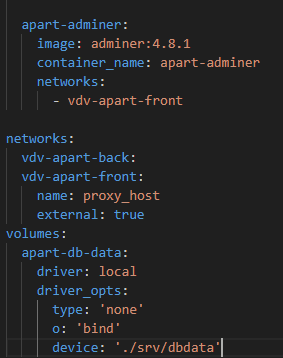 apart-adminer:
image: adminer:4.8.1
container_name: apart-adminer
networks:
- vdv-apart-front
networks:
vdv-apart-back:
vdv-apart-front:
name: proxy_host
external: true
volumes:
apart-db-data:
driver: local
driver_opts:
type: 'none'
o: 'bind'
device: './srv/dbdata'